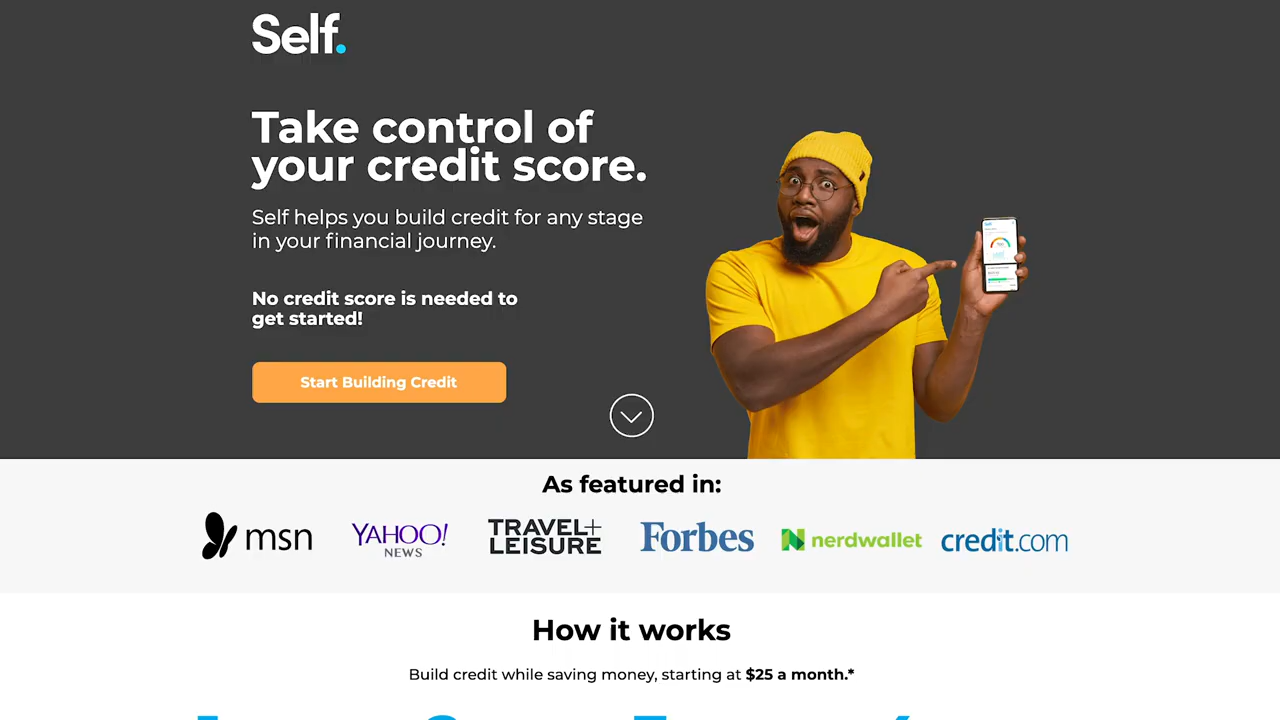 Self.
Take control of
your credit score.
Self helps you build credit for any stage
in your financial journey.
No credit score is needed to
get started!
Start Building Credit
As featured in:
msn
YAHOO!
NEWS
TRAVEL+
LEISURE
Forbes
nerdwallet
credit.com
How it works
Build credit while saving money, starting at $25 a month.*